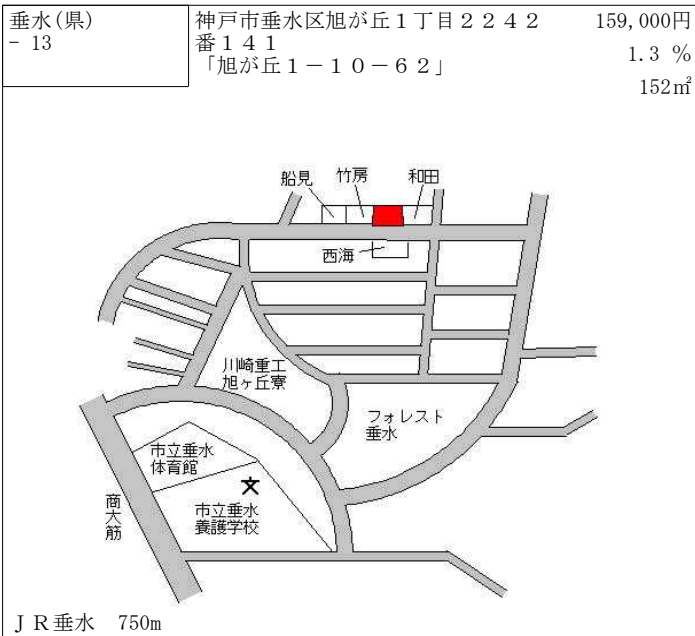 垂水(県)
- 13
神戸市垂水区旭が丘１丁目２２４２
番１４１
「旭が丘１－１０－６２」
159,000円
1.3 %
152㎡
船見
竹房
和田
西海
川崎重工
旭ヶ丘寮
フォレスト
垂水
市立垂水
体育館
市立垂水
養護学校
商大筋
ＪＲ垂水　750m